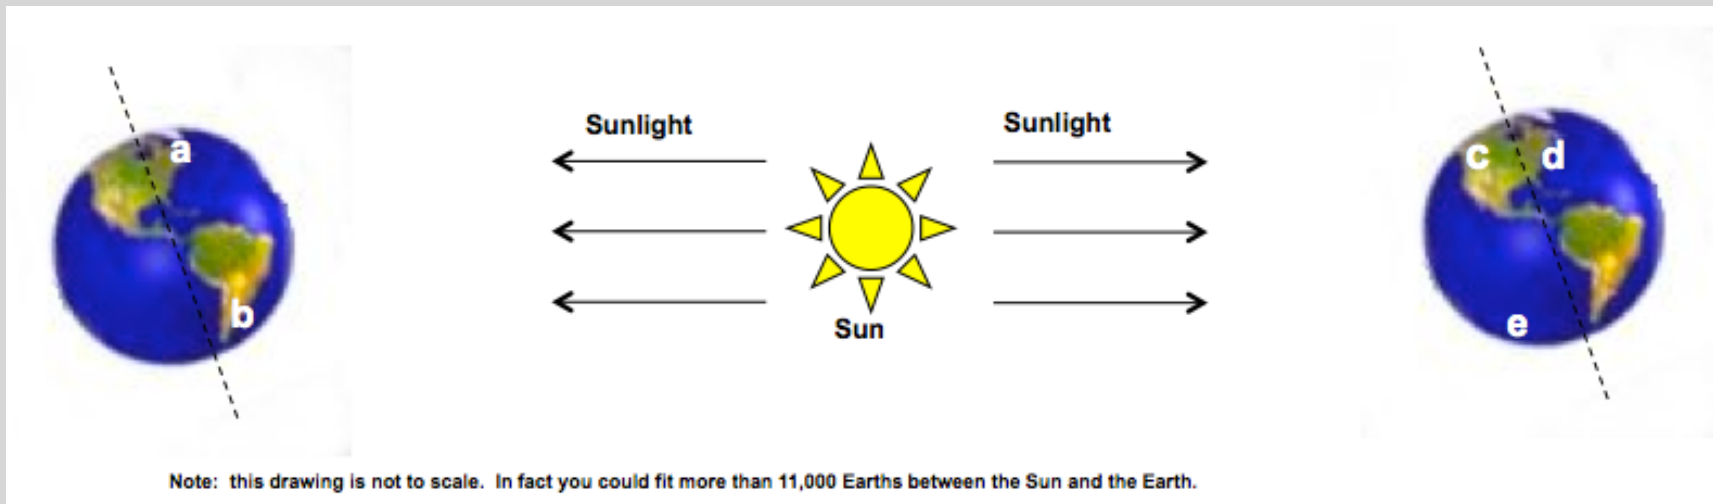 Sunlight
Sunlight
a
c
d
b
e
Sun
Note: this drawing is not to scale. In fact you could fit more than 11,000 Earths between the Sun and the Earth.